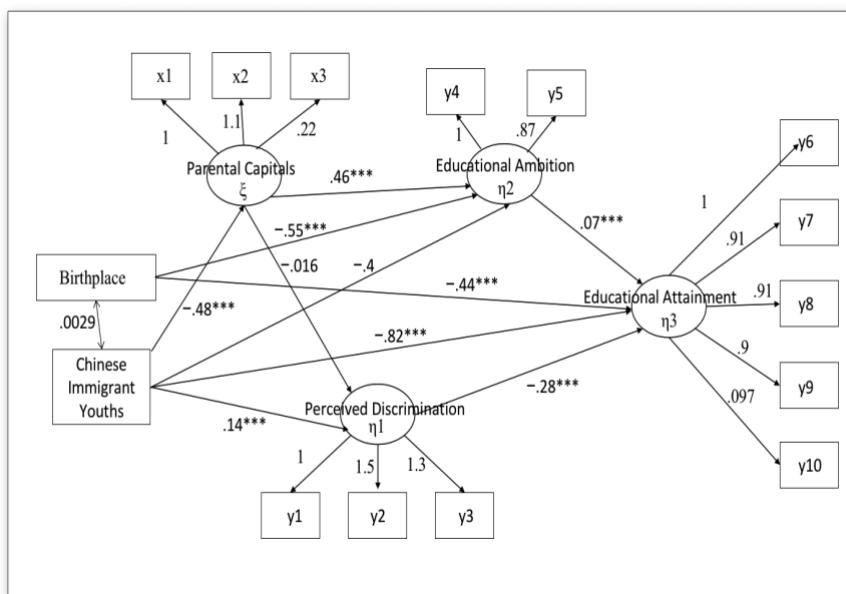 x1
x2
x3
y4
y5
1
1.1
.22
1
.87
y6
Parental Capitals
ξ
Educational Ambition
η2
.46***
1
y7
.91
−.55***
.07***
−.016
−.4
Birthplace
−.44***
Educational Attainment
η3
.91
y8
.0029
−.48***
−.82***
.9
Chinese
Immigrant
Youths
−.28***
y9
.097
.14***
Perceived Discrimination
η1
1
1.5
1.3
y10
y1
y2
y3